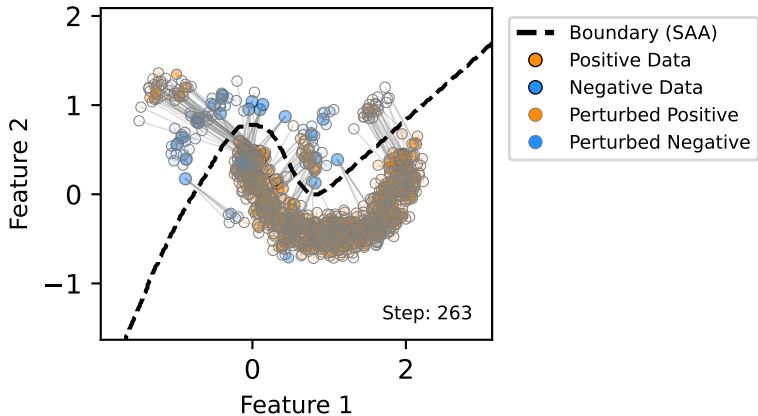 2
1
0
−1
Feature 2
0
2
Feature 1
Step: 263
Boundary (SAA)
Positive Data
Negative Data
Perturbed Positive
Perturbed Negative